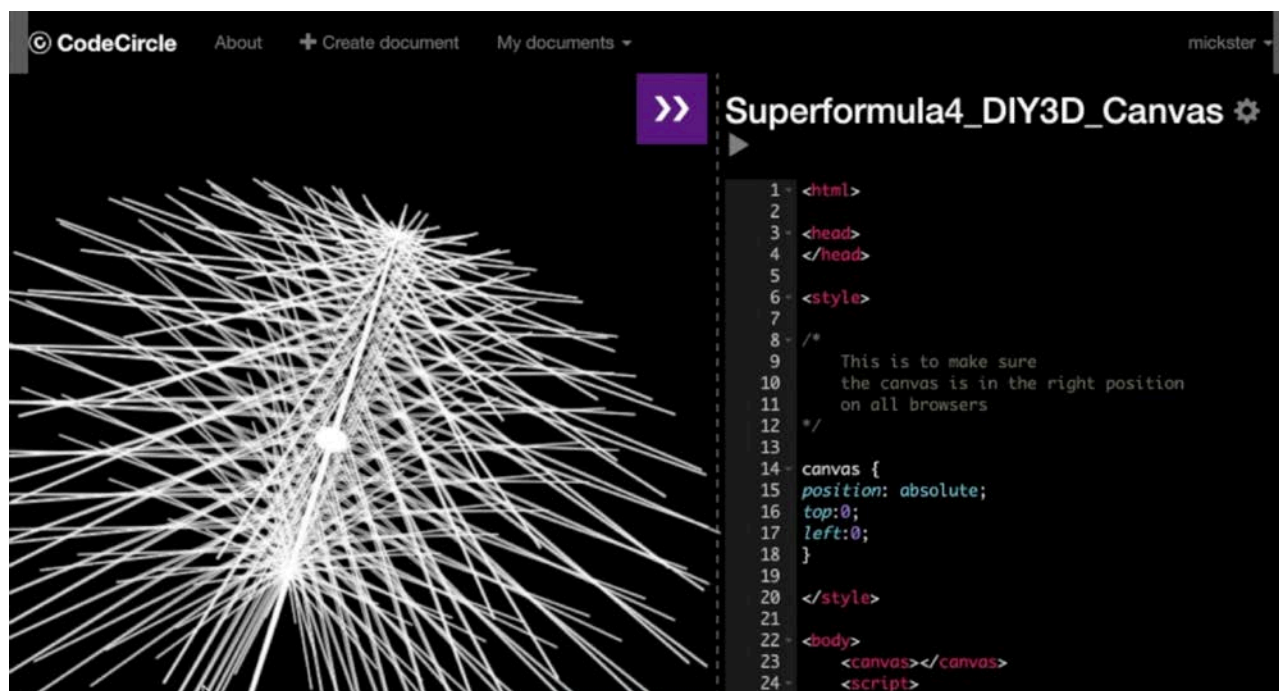 CodeCircle About + Create document My documents mickster
Superformula4_DIY3D_Canvas
1 <html>
2
3 <head>
4 </head>
5
6 <style>
7
8 /*
9 This is to make sure
10 the canvas is in the right position
11 on all browsers
12 */
13
14 canvas {
15 position: absolute;
16 top:0;
17 left:0;
18 }
19
20 </style>
21
22 <body>
23 <canvas></canvas>
24 <script>